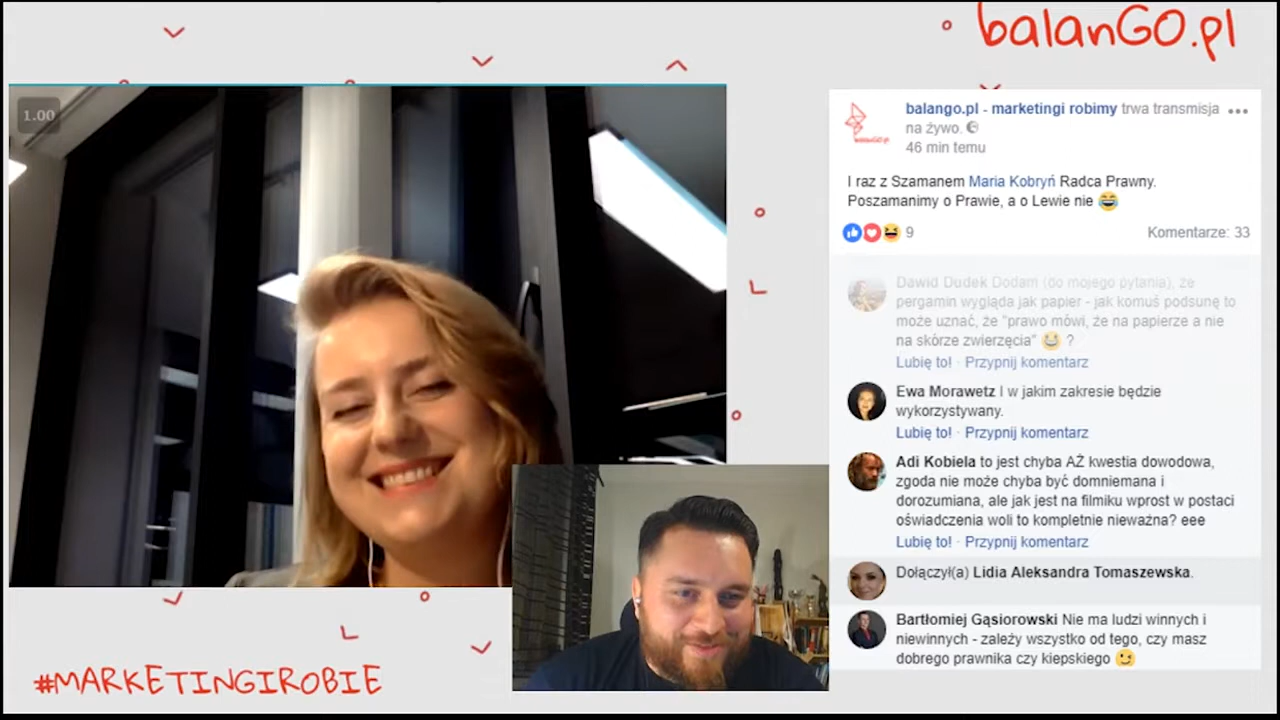 balanGO.pl
1.00
balango.pl - marketingi robimy trwa transmisja
na żywo.
46 min temu
I raz z Szamanem Maria Kobryń Radca Prawny.
Poszamanimy o Prawie, a o Lewie nie 😂
9
Komentarze: 33
Dawid Dudek Dodam (do mojego pytania), że
pergamin wygląda jak papier - jak komuś podsunę to
może uznać, że "prawo mówi, że na papierze a nie
na skórze zwierzęcia" 😀 ?
Lubię to! · Przypnij komentarz
Ewa Morawetz I w jakim zakresie będzie
wykorzystywany.
Lubię to! · Przypnij komentarz
Adi Kobiela to jest chyba AŻ kwestia dowodowa,
zgoda nie może chyba być domniemana i
dorozumiana, ale jak jest na filmiku wprost w postaci
oświadczenia woli to kompletnie nieważna? eee
Lubię to! · Przypnij komentarz
Dołączył(a) Lidia Aleksandra Tomaszewska.
Bartłomiej Gąsiorowski Nie ma ludzi winnych i
niewinnych - zależy wszystko od tego, czy masz
dobrego prawnika czy kiepskiego 😉
#MARKETINGIROBIE